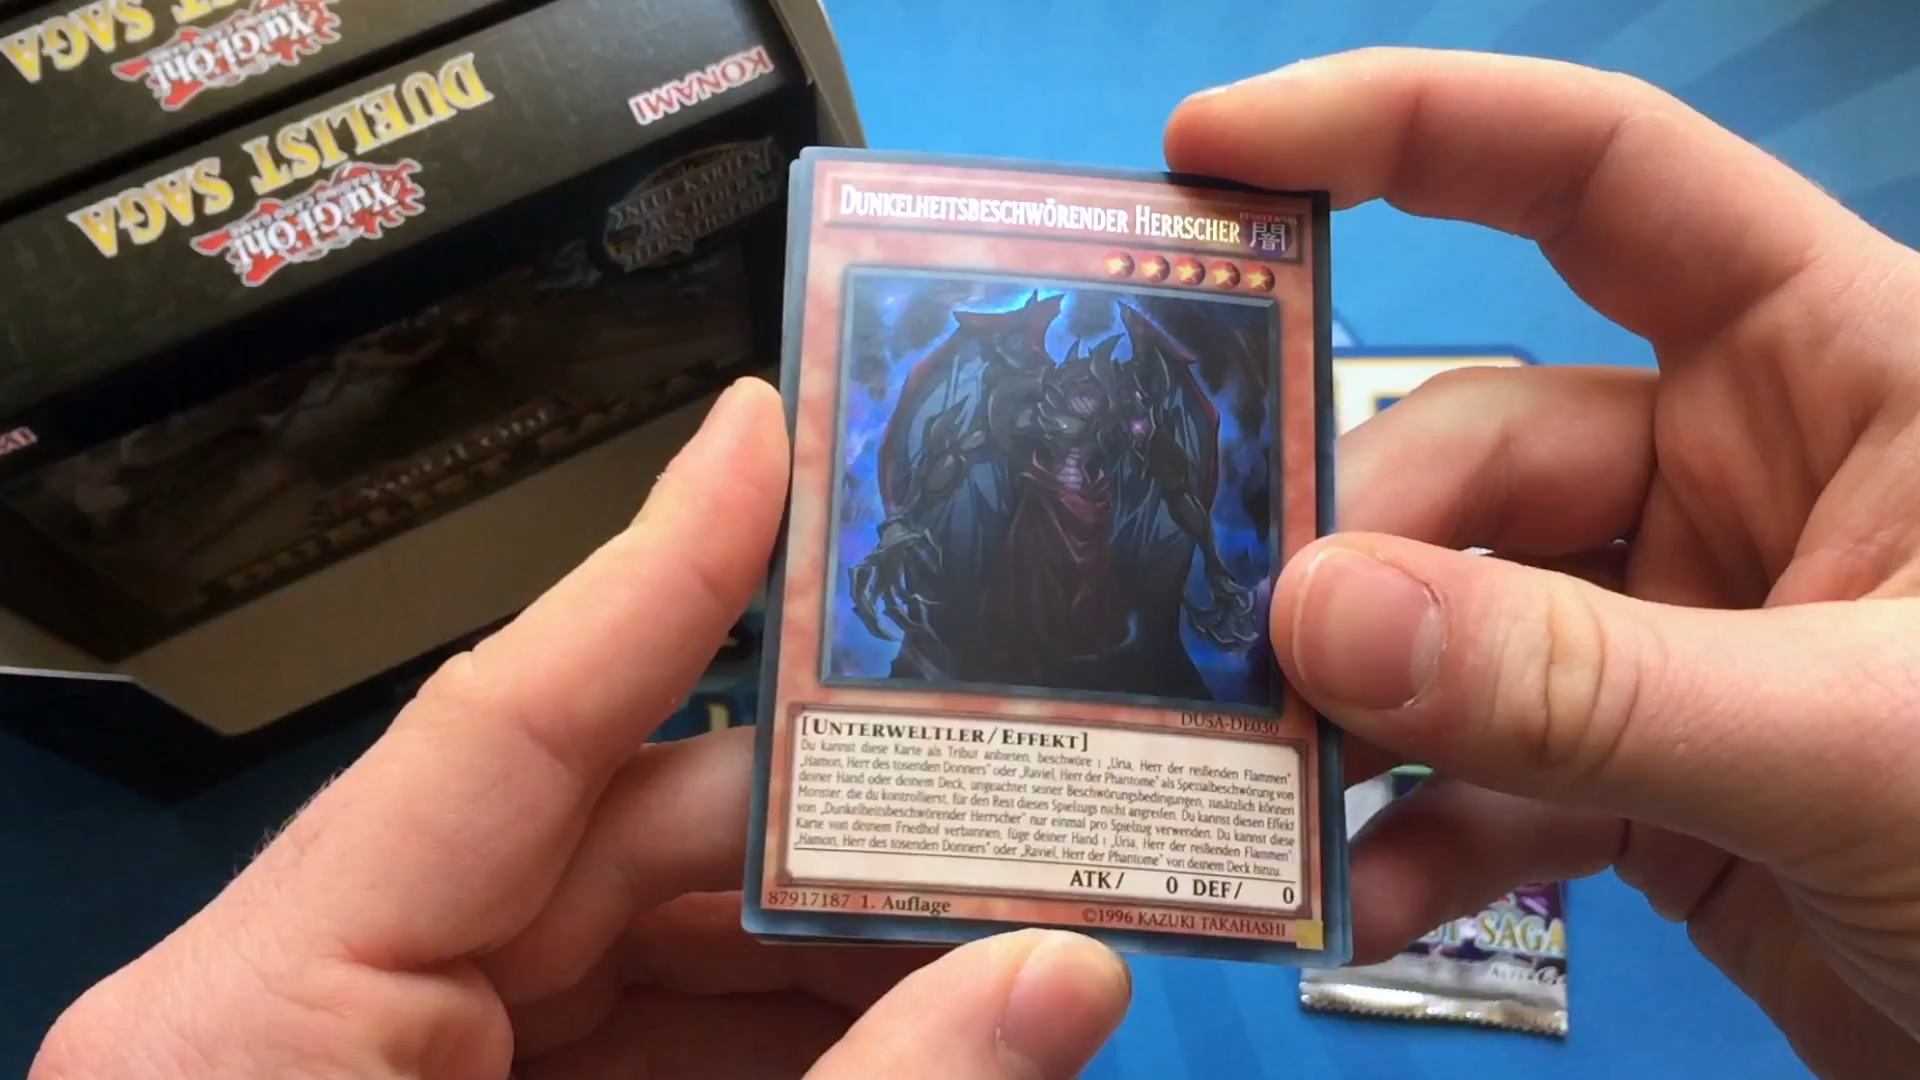 SAGA
Yu-Gi-Oh!
DUELIST SAGA
Yu-Gi-Oh!
KONAMI
NEUE KARTEN
DUNKELHEITSBESCHWÖRENDER HERRSCHER
闇
DUSA-DE030
[UNTERWELTLER/EFFEKT]
Du kannst diese Karte als Tribut anbieten, beschwöre 1 „Uria, Herr der reißenden Flammen"
„Hamon, Herr des tosenden Donners" oder „Raviel, Herr der Phantome" als Spezialbeschwörung von
deiner Hand oder deinem Deck, ungeachtet seiner Beschwörungsbedingungen, zusätzlich können
Monster, die du kontrollierst, für den Rest dieses Spielzugs nicht angreifen. Du kannst diesen Effekt
von „Dunkelheitsbeschwörender Herrscher" nur einmal pro Spielzug verwenden. Du kannst diese
Karte von deinem Friedhof verbannen; füge deiner Hand 1 „Uria, Herr der reißenden Flammen",
„Hamon, Herr des tosenden Donners" oder „Raviel, Herr der Phantome" von deinem Deck hinzu.
ATK/ 0 DEF/ 0
87917187 1. Auflage
©1996 KAZUKI TAKAHASHI
SAGA